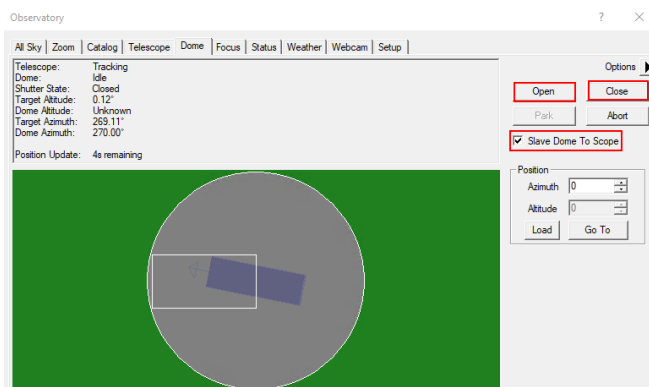 Observatory
?
All Sky Zoom Catalog Telescope Dome Focus Status Weather Webcam Setup
Telescope: Tracking
Dome: Idle
Shutter State: Closed
Target Altitude: 0.12°
Dome Altitude: Unknown
Target Azimuth: 269.11°
Dome Azimuth: 270.00°
Position Update: 4s remaining
Options
Open Close
Park Abort
Slave Dome To Scope
Position
Azimuth 0
Altitude 0
Load Go To